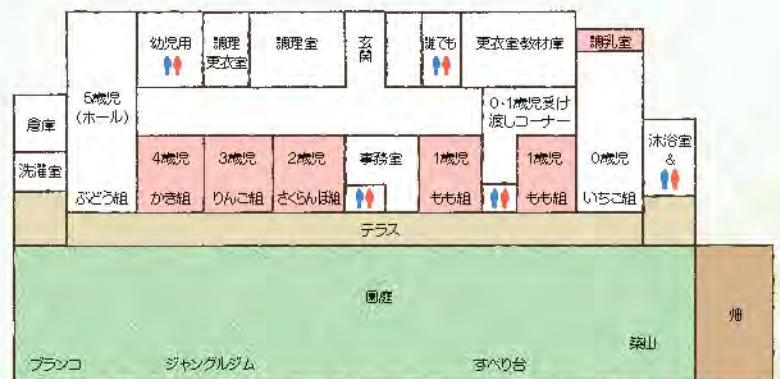 幼児用
調理
更衣室
調理室
玄
関
誰でも
更衣室教材庫
調乳室
5歳児
(ホール)
ぶどう組
0・1歳児受け
渡しコーナー
倉庫
洗濯室
4歳児
かき組
3歳児
りんご組
2歳児
さくらんぼ組
事務室
1歳児
もも組
1歳児
もも組
0歳児
いちご組
沐浴室
&
テラス
園庭
畑
築山
ブランコ
ジャングルジム
すべり台